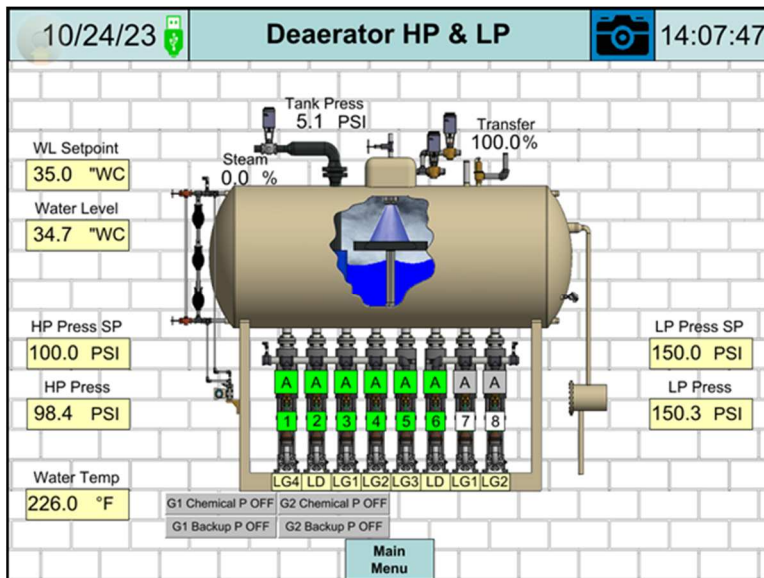 10/24/23
Deaerator HP & LP
14:07:47
Tank Press
5.1 PSI
Transfer
100.0%
WL Setpoint
35.0 "WC
Steam
0.0 %
Water Level
34.7 "WC
HP Press SP
100.0 PSI
LP Press SP
150.0 PSI
HP Press
98.4 PSI
LP Press
150.3 PSI
A A A A A A A A
1 2 3 4 5 6 7 8
Water Temp
226.0 °F
LG4 LD LG1 LG2 LG3 LD LG1 LG2
G1 Chemical P OFF G2 Chemical P OFF
G1 Backup P OFF G2 Backup P OFF
Main
Menu